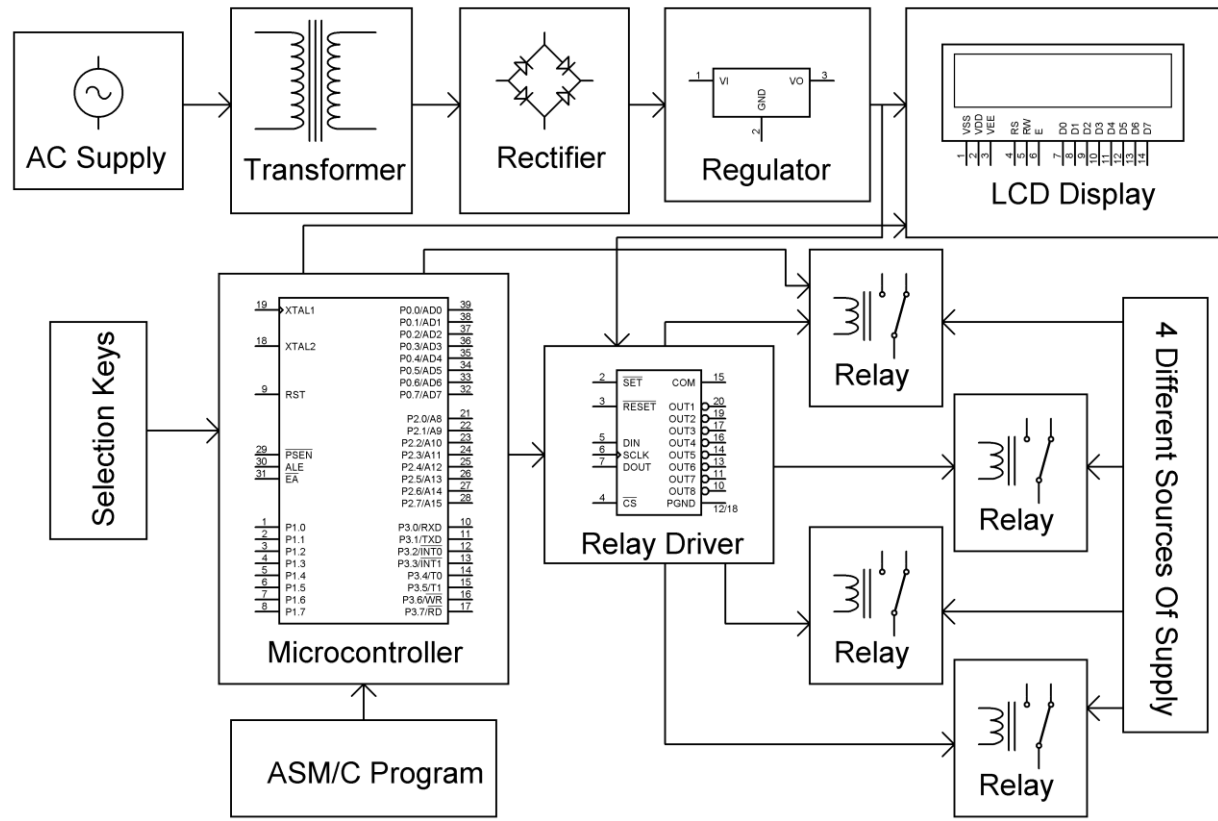 AC Supply
Transformer
Rectifier
1
VI
VO
3
GND
2
Regulator
VSS
VDD
VEE
RS
RW
E
D0
D1
D2
D3
D4
D5
D6
D7
1
2
3
4
5
6
7
8
9
10
11
12
13
14
LCD Display
Selection Keys
19 XTAL1
18 XTAL2
9 RST
29 PSEN
30 ALE
31 EA
1 P1.0
2 P1.1
3 P1.2
4 P1.3
5 P1.4
6 P1.5
7 P1.6
8 P1.7
P0.0/AD0 39
P0.1/AD1 38
P0.2/AD2 37
P0.3/AD3 36
P0.4/AD4 35
P0.5/AD5 34
P0.6/AD6 33
P0.7/AD7 32
P2.0/A8 21
P2.1/A9 22
P2.2/A10 23
P2.3/A11 24
P2.4/A12 25
P2.5/A13 26
P2.6/A14 27
P2.7/A15 28
P3.0/RXD 10
P3.1/TXD 11
P3.2/INT0 12
P3.3/INT1 13
P3.4/T0 14
P3.5/T1 15
P3.6/WR 16
P3.7/RD 17
Microcontroller
ASM/C Program
2 SET
3 RESET
5 DIN
6 SCLK
7 DOUT
4 CS
COM 15
OUT1 20
OUT2 19
OUT3 17
OUT4 16
OUT5 14
OUT6 13
OUT7 11
OUT8 10
PGND 12/18
Relay Driver
Relay
Relay
Relay
Relay
4 Different Sources Of Supply